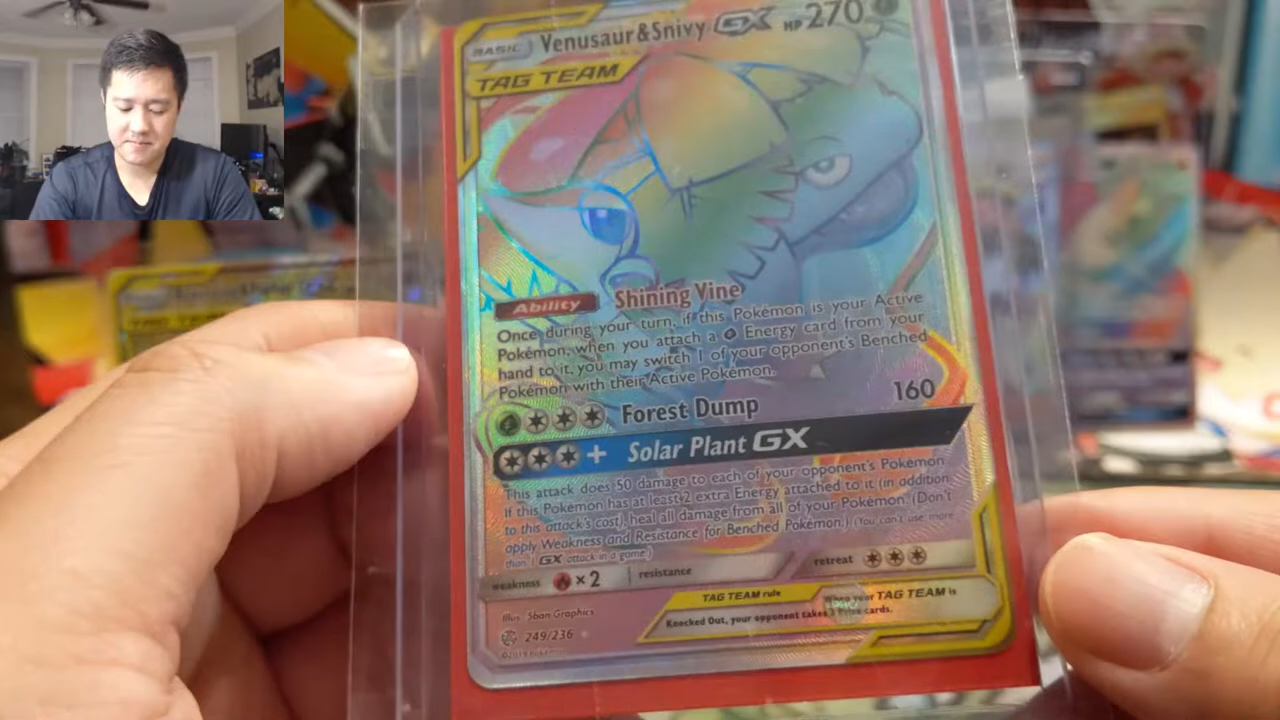 BASIC Venusaur&Snivy GX HP 270
TAG TEAM
Ability Shining Vine
Once during your turn, if this Pokémon is your Active
Pokémon, when you attach a Energy card from your
hand to it, you may switch 1 of your opponent's Benched
Pokémon with their Active Pokémon.
Forest Dump 160
+ Solar Plant GX
This attack does 50 damage to each of your opponent's Pokémon
If this Pokémon has at least 2 extra Energy attached to it (in addition
to this attack's cost), heal all damage from all of your Pokémon. (Don't
apply Weakness and Resistance for Benched Pokémon.) (You can't use more
than 1 GX attack in a game.)
weakness ×2 resistance retreat
TAG TEAM rule When your TAG TEAM is
Knocked Out, your opponent takes 3 Prize cards.
Illus. 5ban Graphics
249/236
©2019
TAG TEAM